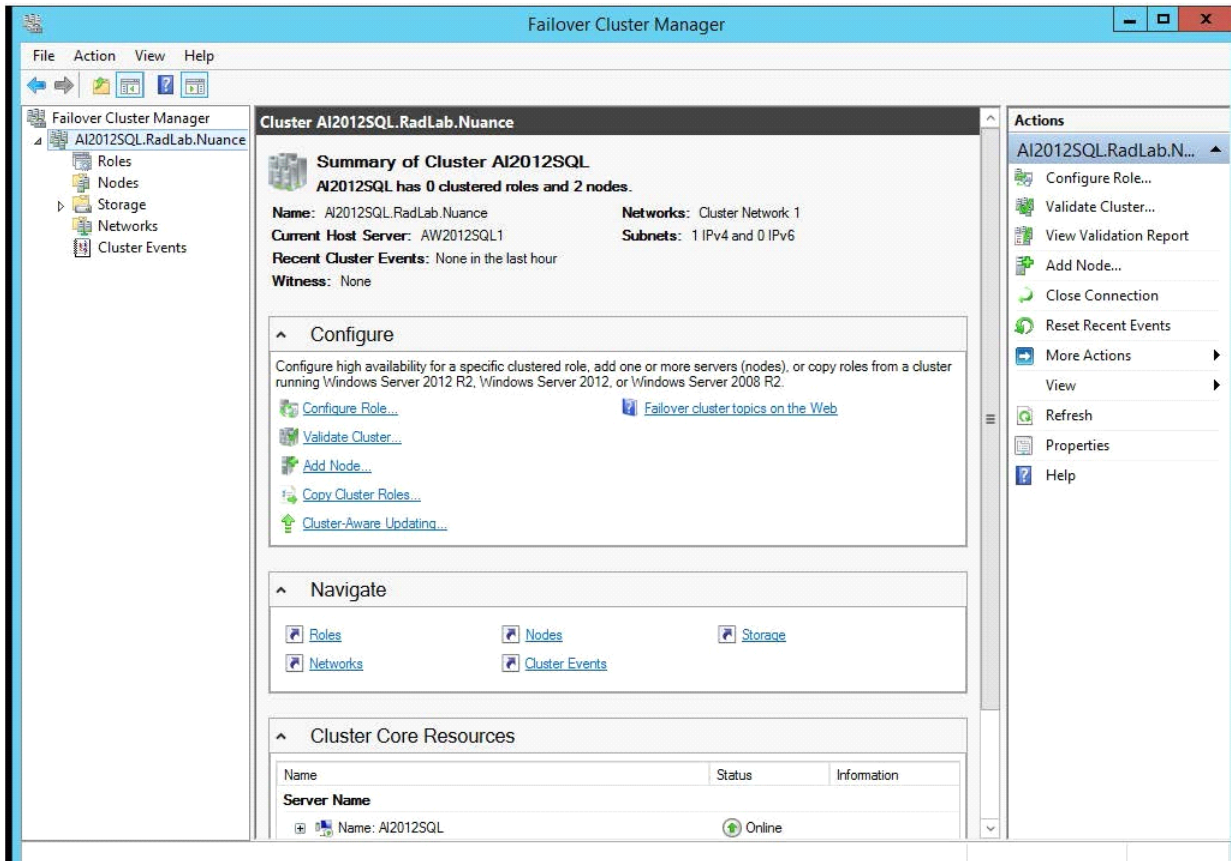 Failover Cluster Manager
File Action View Help
Failover Cluster Manager
AI2012SQL.RadLab.Nuance
Roles
Nodes
Storage
Networks
Cluster Events
Cluster AI2012SQL.RadLab.Nuance
Summary of Cluster AI2012SQL
AI2012SQL has 0 clustered roles and 2 nodes.
Name: AI2012SQL.RadLab.Nuance Networks: Cluster Network 1
Current Host Server: AW2012SQL1 Subnets: 1 IPv4 and 0 IPv6
Recent Cluster Events: None in the last hour
Witness: None
Configure
Configure high availability for a specific clustered role, add one or more servers (nodes), or copy roles from a cluster
running Windows Server 2012 R2, Windows Server 2012, or Windows Server 2008 R2.
Configure Role... Failover cluster topics on the Web
Validate Cluster...
Add Node...
Copy Cluster Roles...
Cluster-Aware Updating...
Navigate
Roles Nodes Storage
Networks Cluster Events
Cluster Core Resources
Name Status Information
Server Name
Name: AI2012SQL Online
Actions
AI2012SQL.RadLab.N...
Configure Role...
Validate Cluster...
View Validation Report
Add Node...
Close Connection
Reset Recent Events
More Actions
View
Refresh
Properties
Help